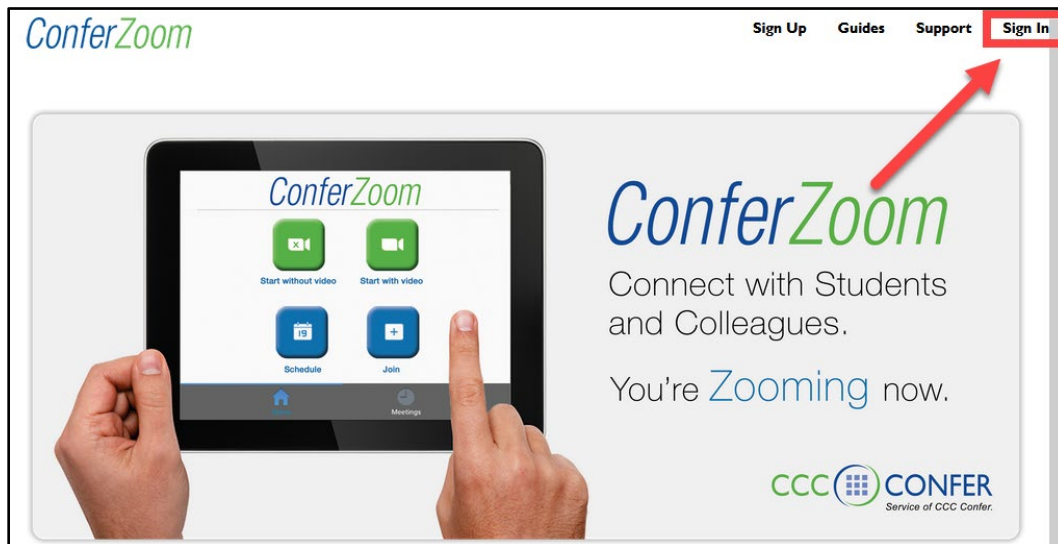 ConferZoom
Sign Up Guides Support Sign In
ConferZoom
Start without video Start with video
19
Schedule Join
Meetings
ConferZoom
Connect with Students
and Colleagues.
You're Zooming now.
CCC CONFER
Service of CCC Confer.